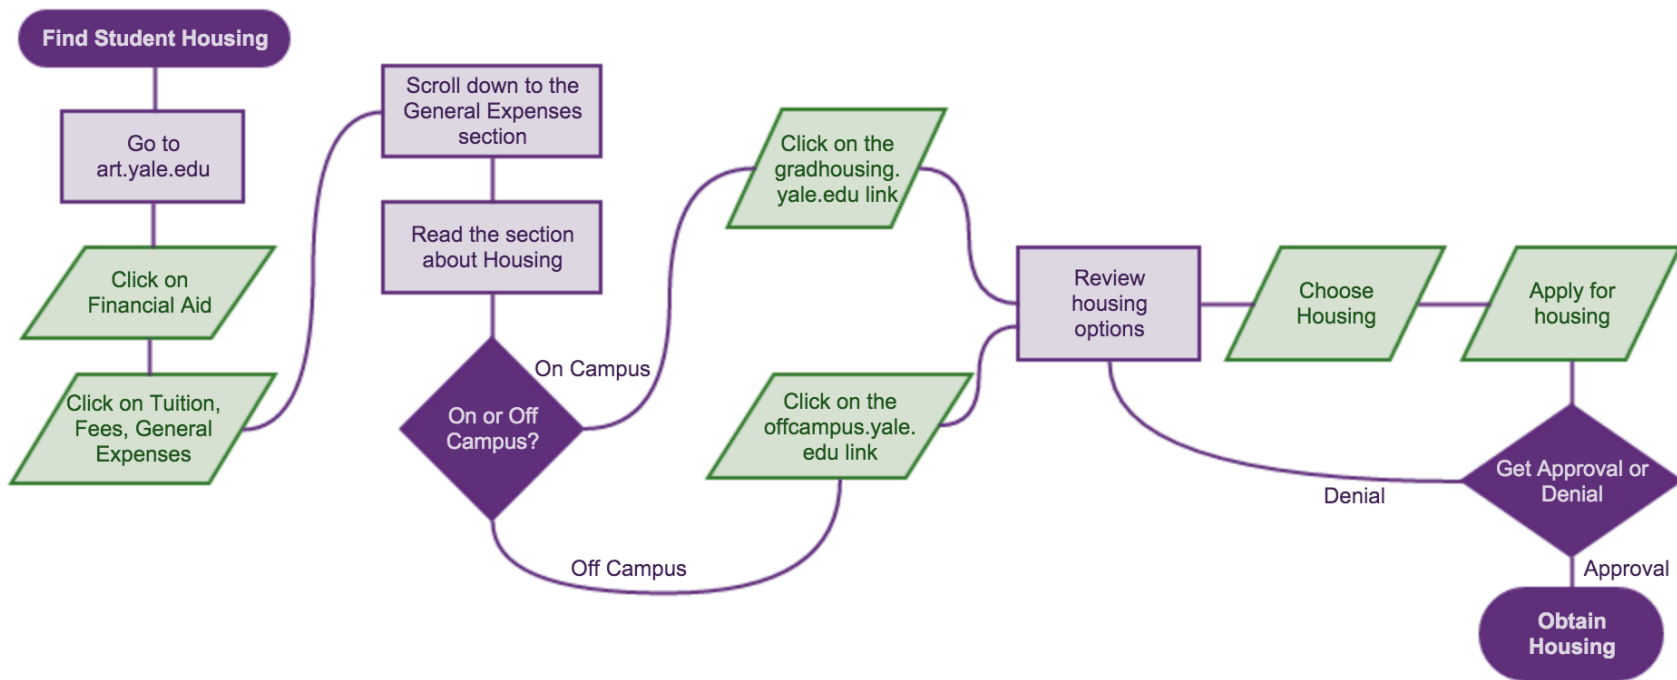 Find Student Housing
Go to
art.yale.edu
Click on
Financial Aid
Click on Tuition,
Fees, General
Expenses
Scroll down to the
General Expenses
section
Read the section
about Housing
On or Off
Campus?
On Campus
Off Campus
Click on the
gradhousing.
yale.edu link
Click on the
offcampus.yale.
edu link
Review
housing
options
Choose
Housing
Apply for
housing
Get Approval or
Denial
Denial
Approval
Obtain
Housing